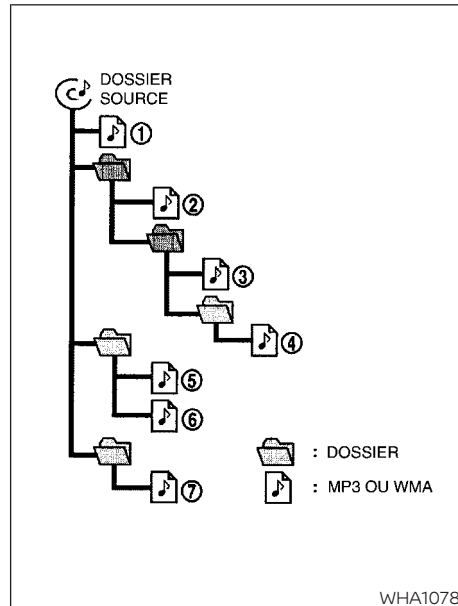 DOSSIER
SOURCE
①
②
③
④
⑤
⑥
⑦
: DOSSIER
: MP3 OU WMA
WHA1078